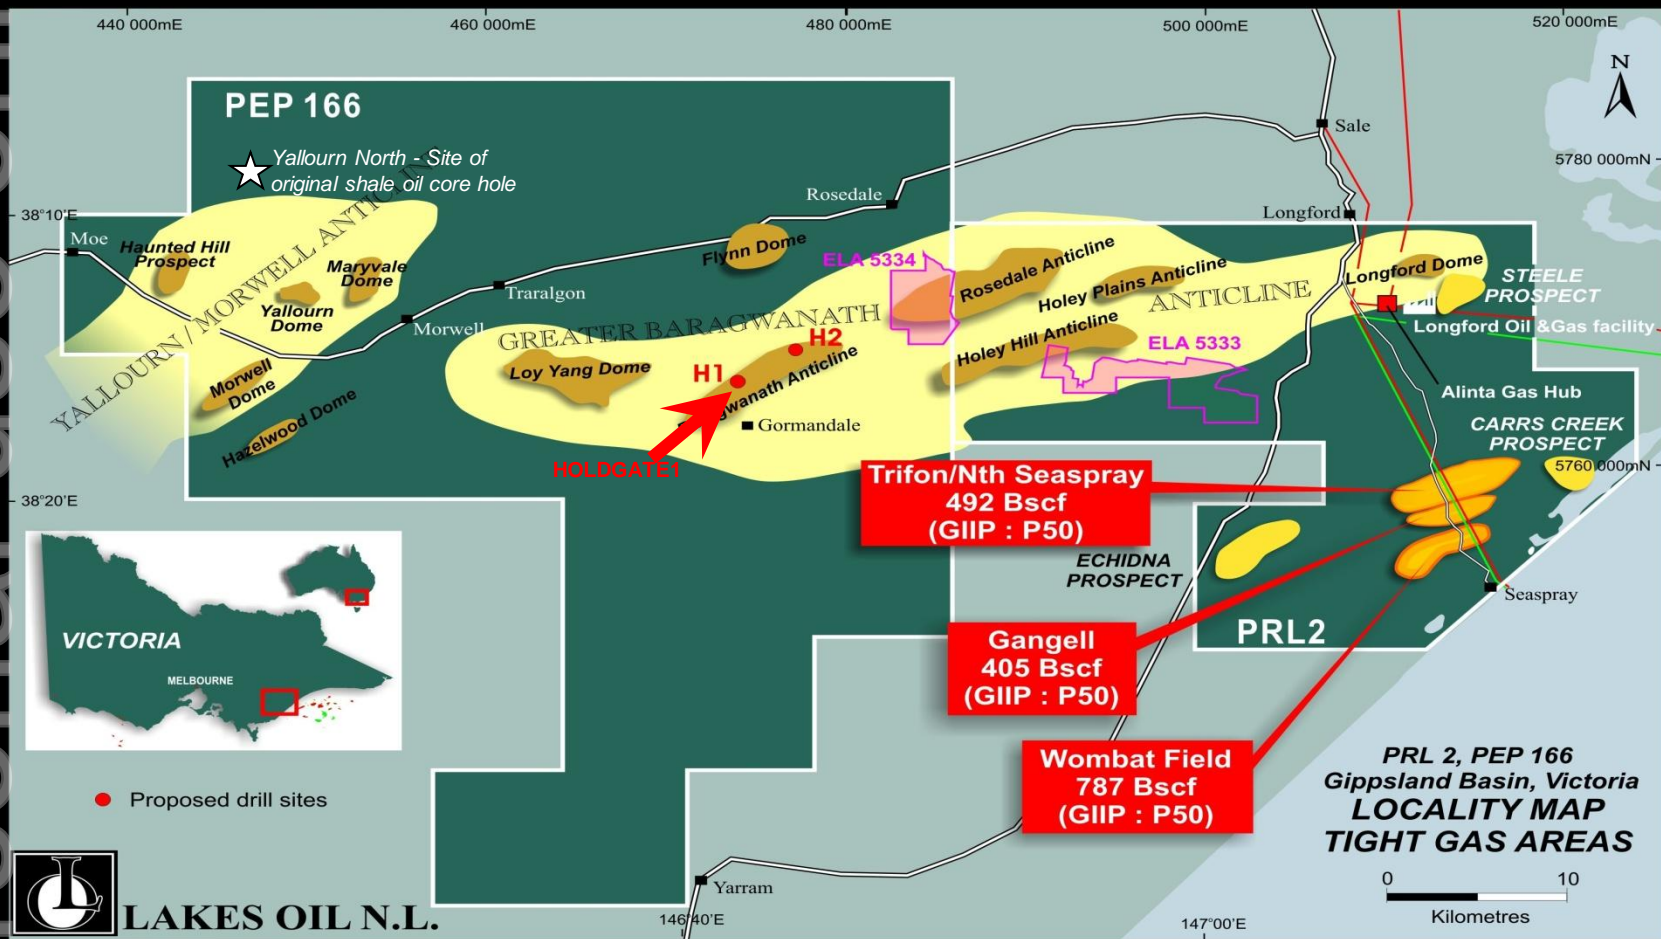 440 000mE
460 000mE
480 000mE
500 000mE
520 000mE
N
PEP 166
Yallourn North - Site of
original shale oil core hole
Sale
5780 000mN
Rosedale
Longford
38°10'E
Moe
YALLOURN / MORWELL ANTICLINE
Haunted Hill
Prospect
Maryvale
Dome
Yallourn
Dome
Flynn Dome
ELA 5334
Rosedale Anticline
Holey Plains Anticline
Longford Dome
STEELE
PROSPECT
Traralgon
Morwell
GREATER BARAGWANATH
ANTICLINE
Longford Oil &Gas facility
H2
H1
Loy Yang Dome
Holey Hill Anticline
ELA 5333
Morwell
Dome
Hazelwood Dome
wanath Anticline
Gormandale
Alinta Gas Hub
CARRS CREEK
PROSPECT
HOLDGATE1
5760 000mN
38°20'E
Trifon/Nth Seaspray
492 Bscf
(GIIP : P50)
ECHIDNA
PROSPECT
Seaspray
PRL2
VICTORIA
MELBOURNE
Gangell
405 Bscf
(GIIP : P50)
Wombat Field
787 Bscf
(GIIP : P50)
PRL 2, PEP 166
Gippsland Basin, Victoria
LOCALITY MAP
TIGHT GAS AREAS
Proposed drill sites
0 10
Kilometres
LAKES OIL N.L.
Yarram
146°40'E
147°00'E